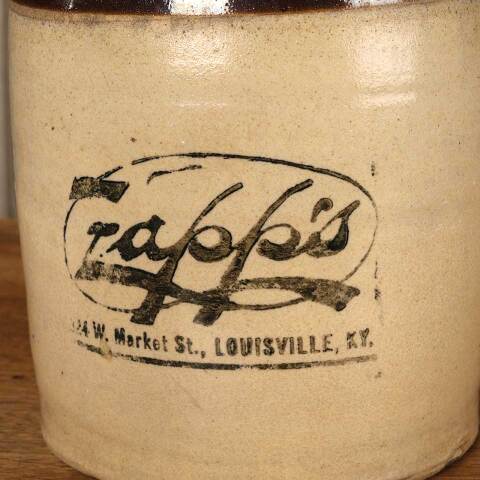 Zapp's
24 W. Market St., LOUISVILLE, KY.